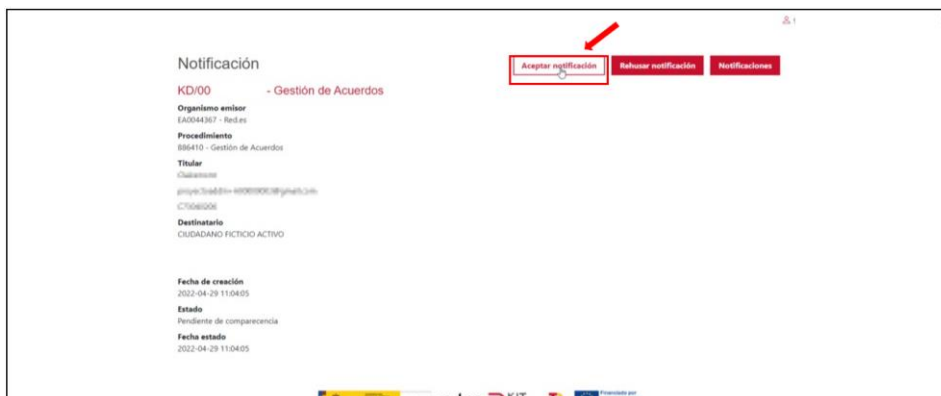 Notificación
Aceptar notificación
Rehusar notificación
Notificaciones
KD/00 - Gestión de Acuerdos
Organismo emisor
EA0044367 - Red.es
Procedimiento
886410 - Gestión de Acuerdos
Titular
Destinatario
CIUDADANO FICTICIO ACTIVO
Fecha de creación
2022-04-29 11:04:05
Estado
Pendiente de comparecencia
Fecha estado
2022-04-29 11:04:05
Financiado por